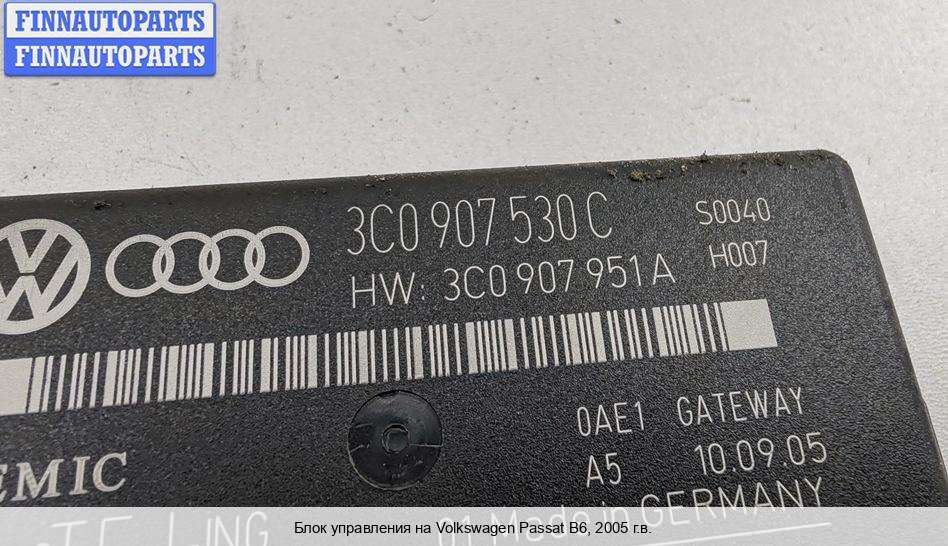 FINNAUTOPARTS
FINNAUTOPARTS
3C0 907 530 C S0040
HW: 3C0 907 951 A H007
0AE1 GATEWAY
EMIC A5 10.09.05
01 Made in GERMANY
Блок управления на Volkswagen Passat B6, 2005 г.в.